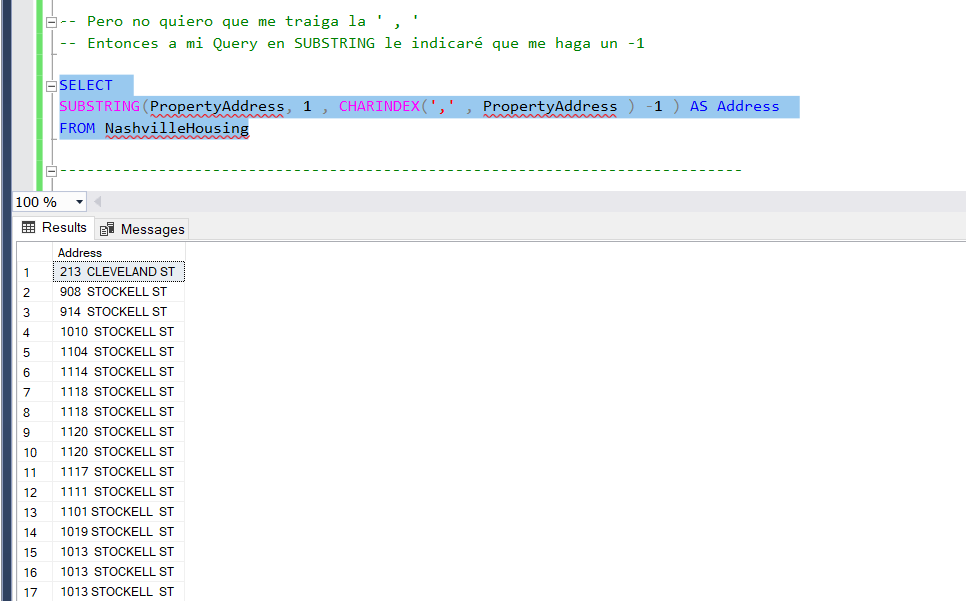 -- Pero no quiero que me traiga la ' , '
-- Entonces a mi Query en SUBSTRING le indicaré que me haga un -1
SELECT
SUBSTRING(PropertyAddress, 1 , CHARINDEX(',' , PropertyAddress ) -1 ) AS Address
FROM NashvilleHousing
----------------------------------------------------------------------------
100 %
Results Messages
Address
1 213 CLEVELAND ST
2 908 STOCKELL ST
3 914 STOCKELL ST
4 1010 STOCKELL ST
5 1104 STOCKELL ST
6 1114 STOCKELL ST
7 1118 STOCKELL ST
8 1118 STOCKELL ST
9 1120 STOCKELL ST
10 1120 STOCKELL ST
11 1117 STOCKELL ST
12 1111 STOCKELL ST
13 1101 STOCKELL ST
14 1019 STOCKELL ST
15 1013 STOCKELL ST
16 1013 STOCKELL ST
17 1013 STOCKELL ST